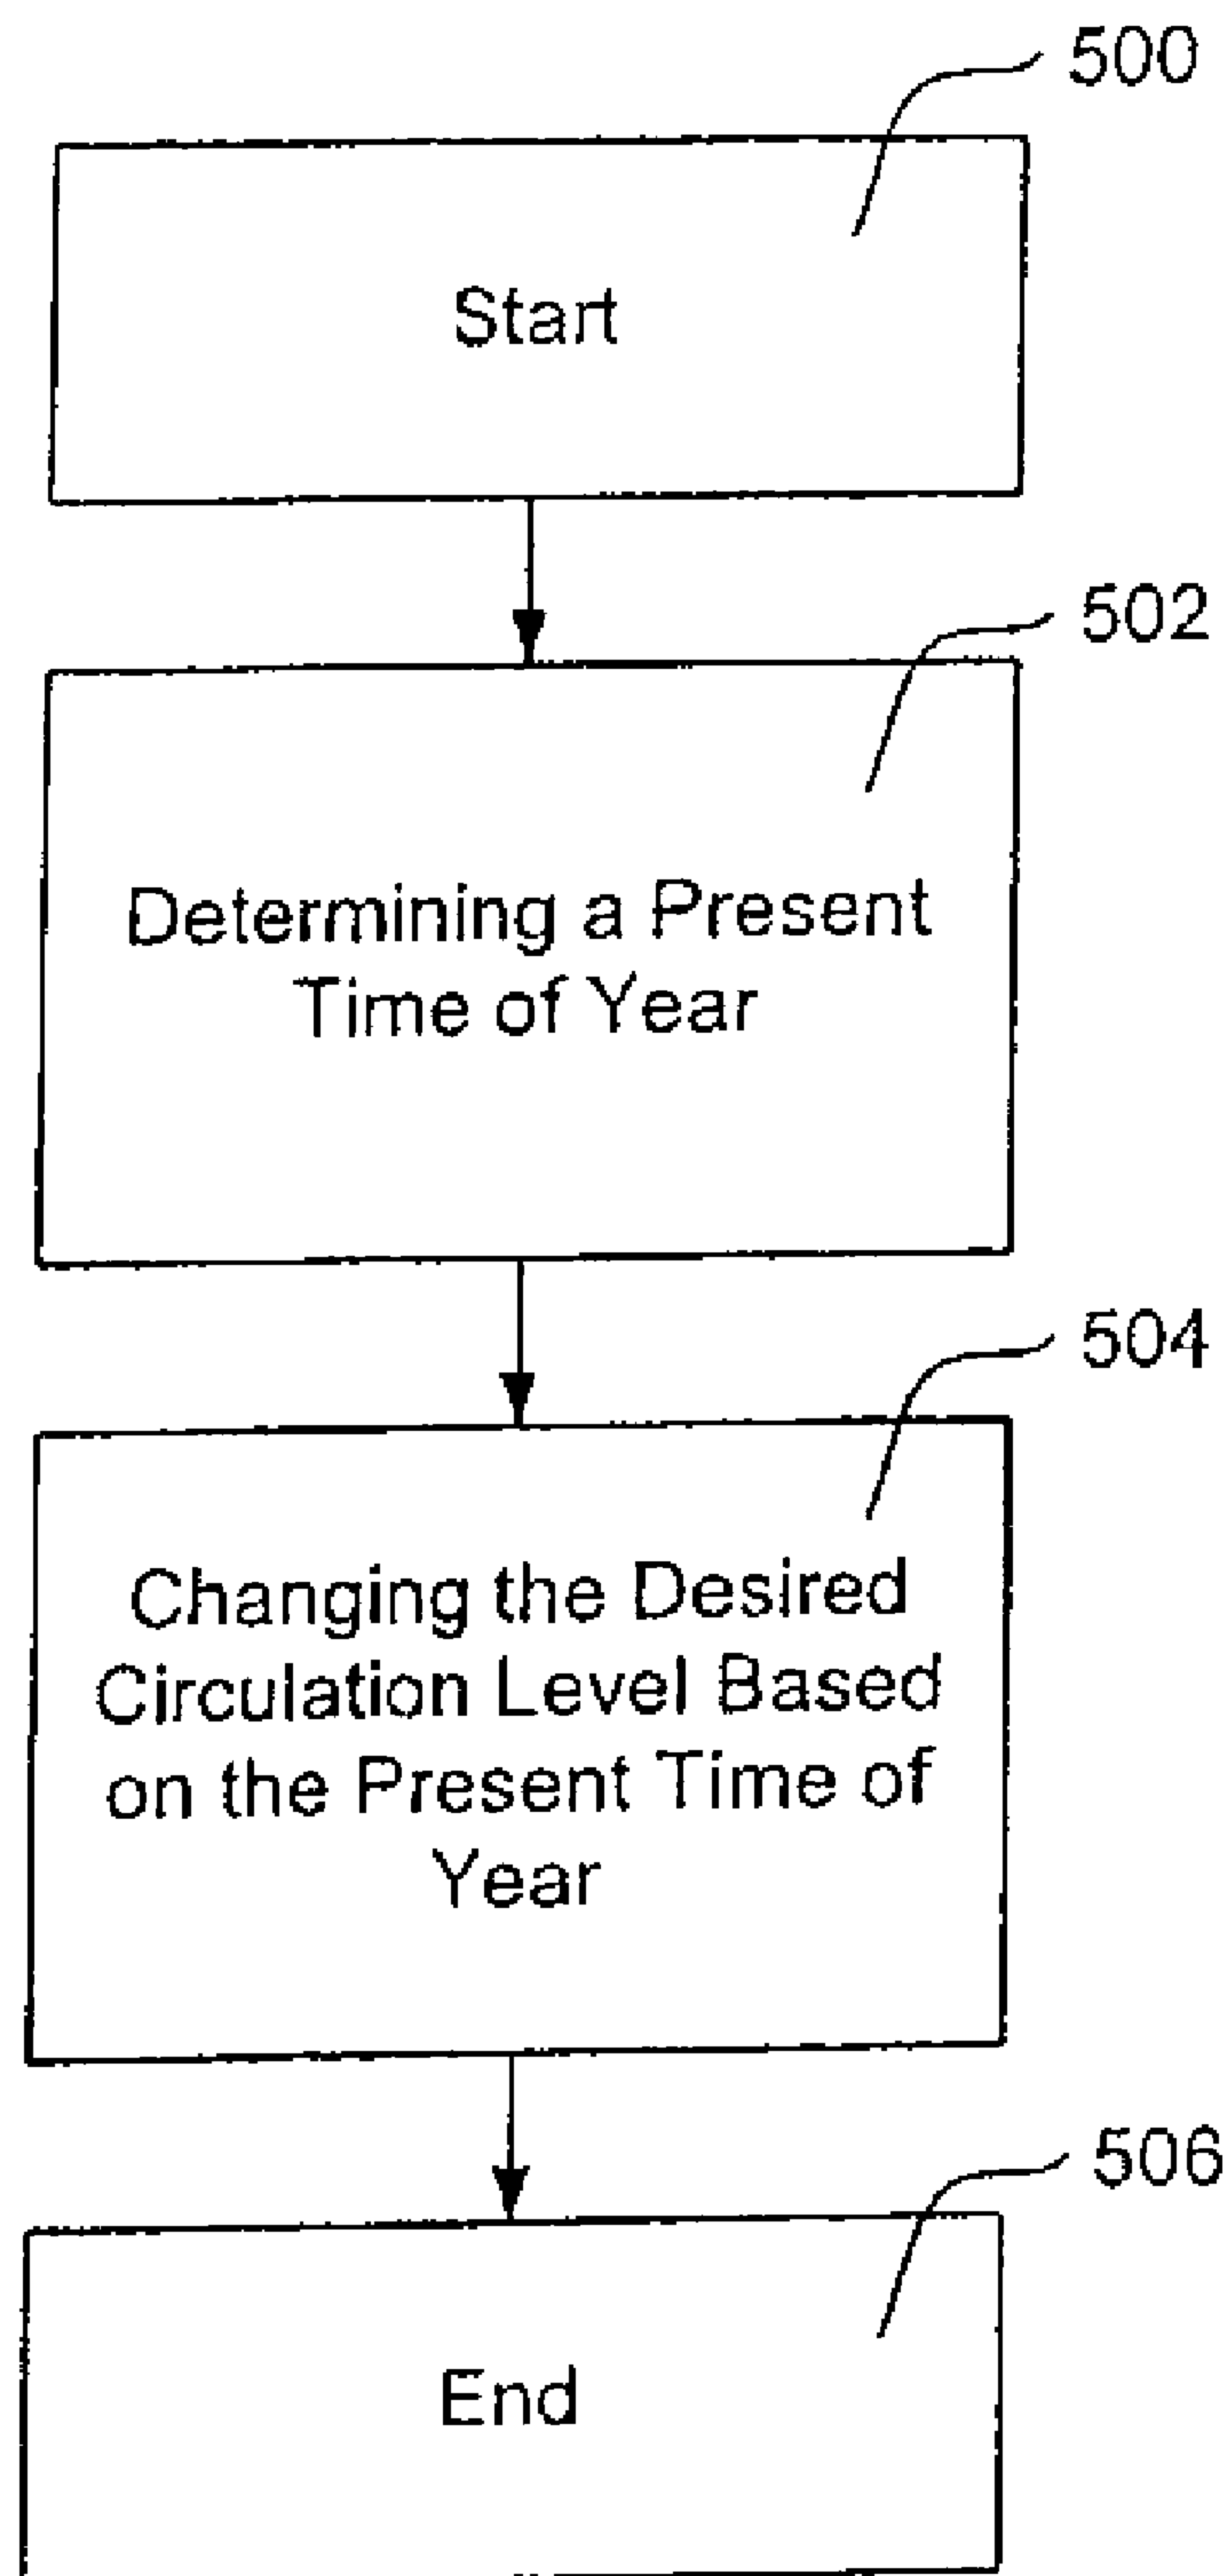 500
Start
502
Determining a Present
Time of Year
504
Changing the Desired
Circulation Level Based
on the Present Time of
Year
506
End